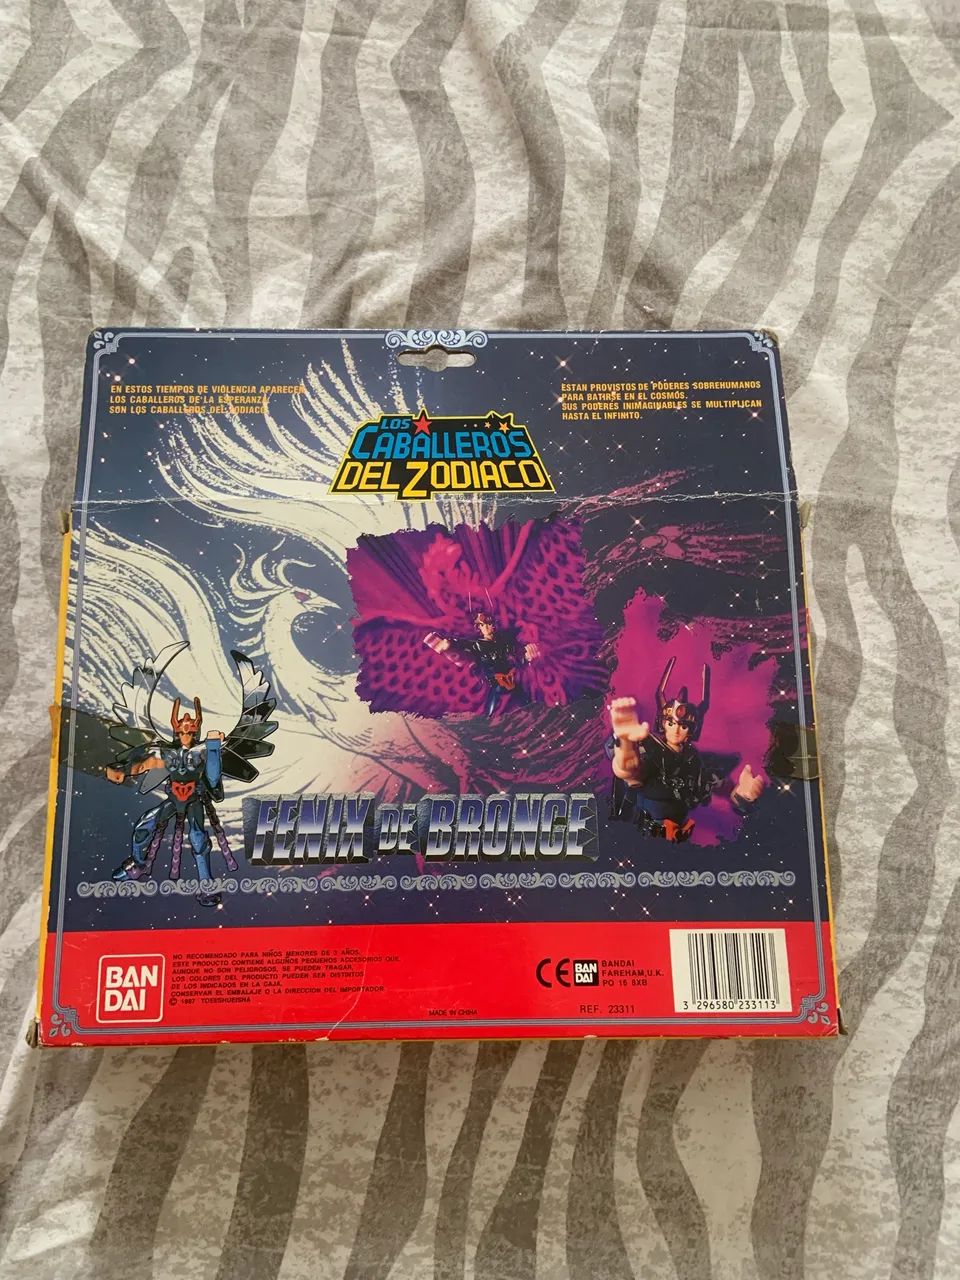 EN ESTOS TIEMPOS DE VIOLENCIA APARECEN
LOS CABALLEROS DE LA ESPERANZA
SON LOS CABALLEROS DEL ZODIACO
ESTAN PROVISTOS DE PODERES SOBREHUMANOS
PARA BATIRSE EN EL COSMOS.
SUS PODERES INIMAGINABLES SE MULTIPLICAN
HASTA EL INFINITO.
LOS
CABALLEROS
DEL ZODIACO
FENIX DE BRONCE
BAN
DAI
NO RECOMENDADO PARA NIÑOS MENORES DE 3 AÑOS.
ESTE PRODUCTO CONTIENE ALGUNOS PEQUEÑOS ACCESORIOS QUE,
AUNQUE NO SON PELIGROSOS, SE PUEDEN TRAGAR.
LOS COLORES DEL PRODUCTO PUEDEN SER DISTINTOS
DE LOS INDICADOS EN LA CAJA.
CONSERVAR EL EMBALAJE O LA DIRECCION DEL IMPORTADOR.
© 1987 TOEI/SHUEISHA
MADE IN CHINA
CE
BAN
DAI
BANDAI
FAREHAM, U.K.
PO 16 8XB
REF. 23311
3 296580 233113